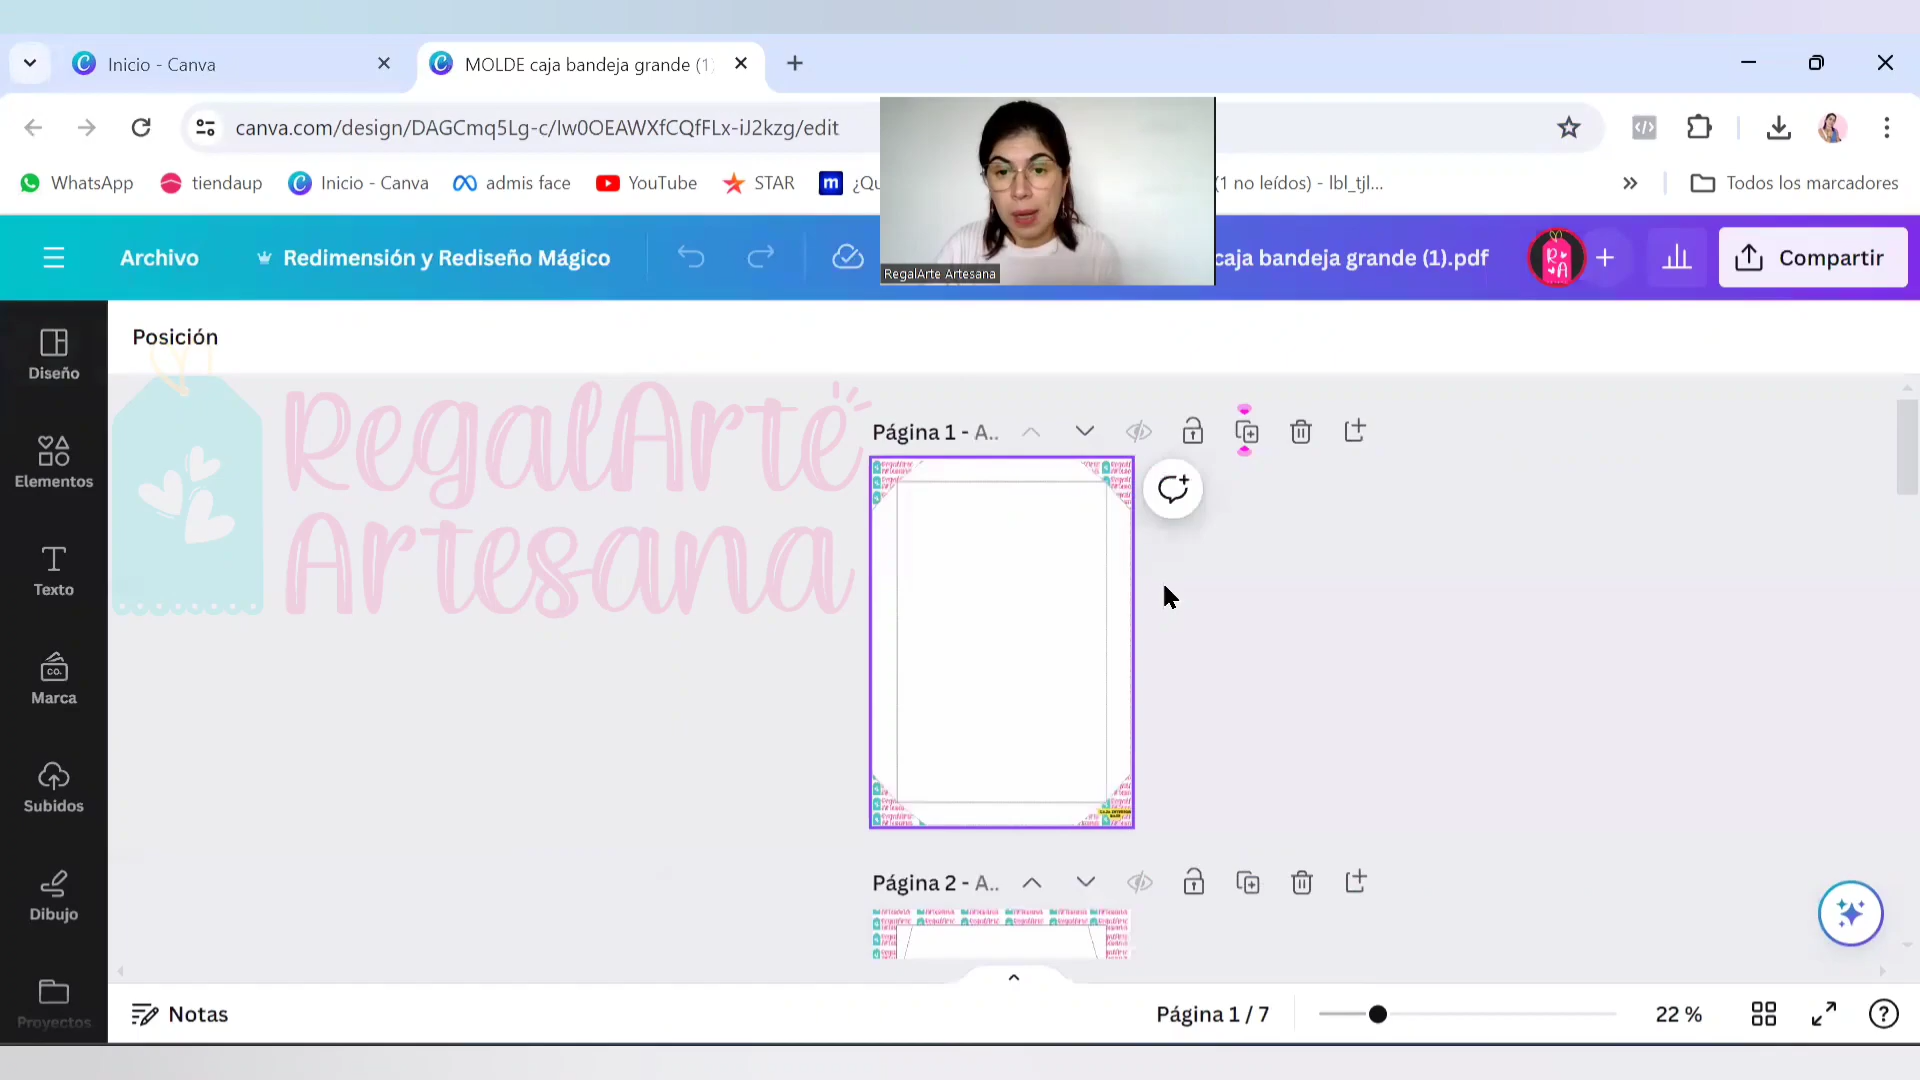 Inicio - Canva
MOLDE caja bandeja grande (1
canva.com/design/DAGCmq5Lg-c/Iw0OEAWXfCQfFLx-iJ2kzg/edit
WhatsApp
tiendaup
Inicio - Canva
admis face
YouTube
STAR
¿Qu
(1 no leídos) - lbl_tjl...
Todos los marcadores
Archivo
Redimensión y Rediseño Mágico
caja bandeja grande (1).pdf
Compartir
RegalArte Artesana
Posición
Diseño
Elementos
Texto
Marca
Subidos
Dibujo
Proyectos
RegalArte
Artesana
Página 1 - A..
Página 2 - A..
Notas
Página 1 / 7
22 %